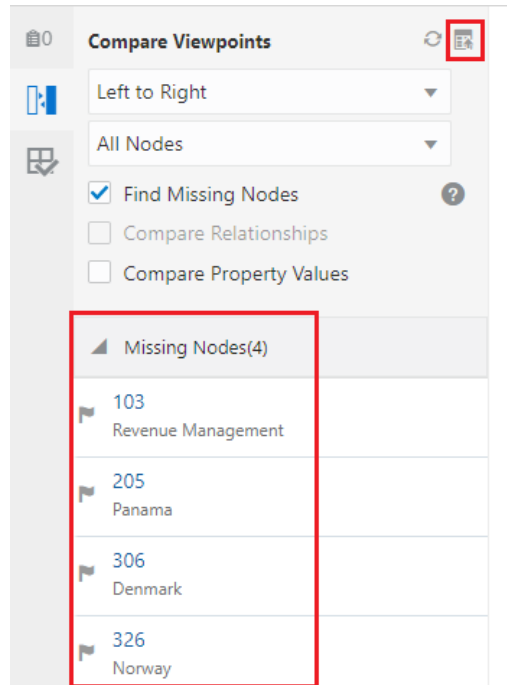 0
Compare Viewpoints
Left to Right
All Nodes
Find Missing Nodes
?
Compare Relationships
Compare Property Values
Missing Nodes(4)
103
Revenue Management
205
Panama
306
Denmark
326
Norway